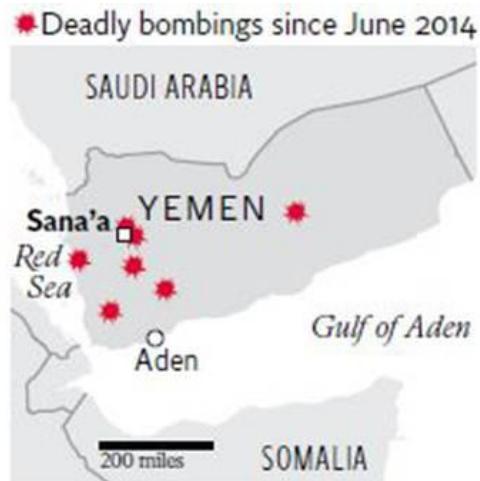 Deadly bombings since June 2014
SAUDI ARABIA
YEMEN
Sana'a
Red
Sea
Gulf of Aden
Aden
200 miles
SOMALIA